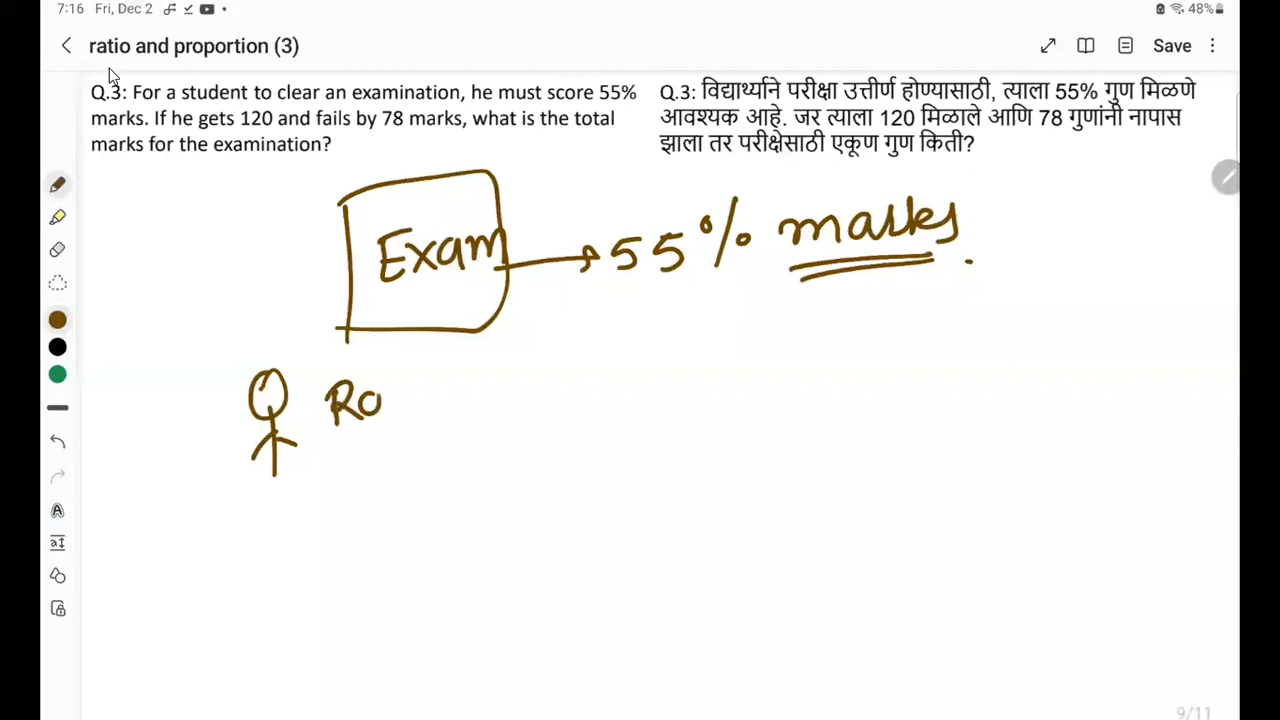 7:16 Fri, Dec 2 48%
ratio and proportion (3) Save
Q.3: For a student to clear an examination, he must score 55%
marks. If he gets 120 and fails by 78 marks, what is the total
marks for the examination?
Q.3: विद्यार्थ्याने परीक्षा उत्तीर्ण होण्यासाठी, त्याला 55% गुण मिळणे
आवश्यक आहे. जर त्याला 120 मिळाले आणि 78 गुणांनी नापास
झाला तर परीक्षेसाठी एकूण गुण किती?
Exam → 55% marks.
Ro
9/11